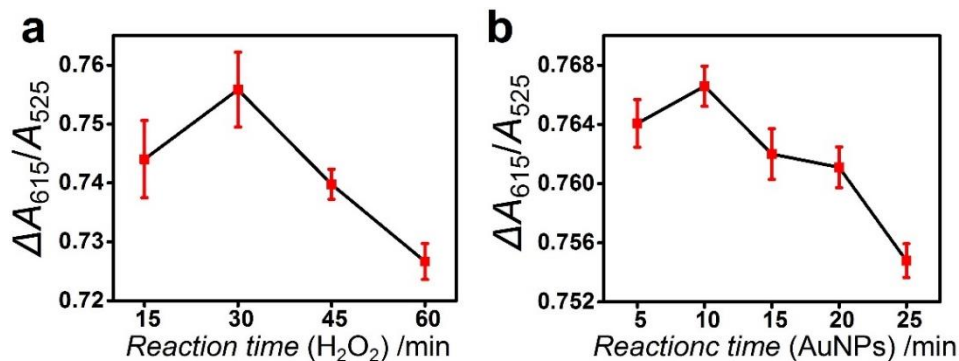 a
ΔA₆₁₅/A₅₂₅
0.76
0.75
0.74
0.73
0.72
15 30 45 60
Reaction time (H₂O₂) /min
b
ΔA₆₁₅/A₅₂₅
0.768
0.764
0.760
0.756
0.752
5 10 15 20 25
Reactionc time (AuNPs) /min